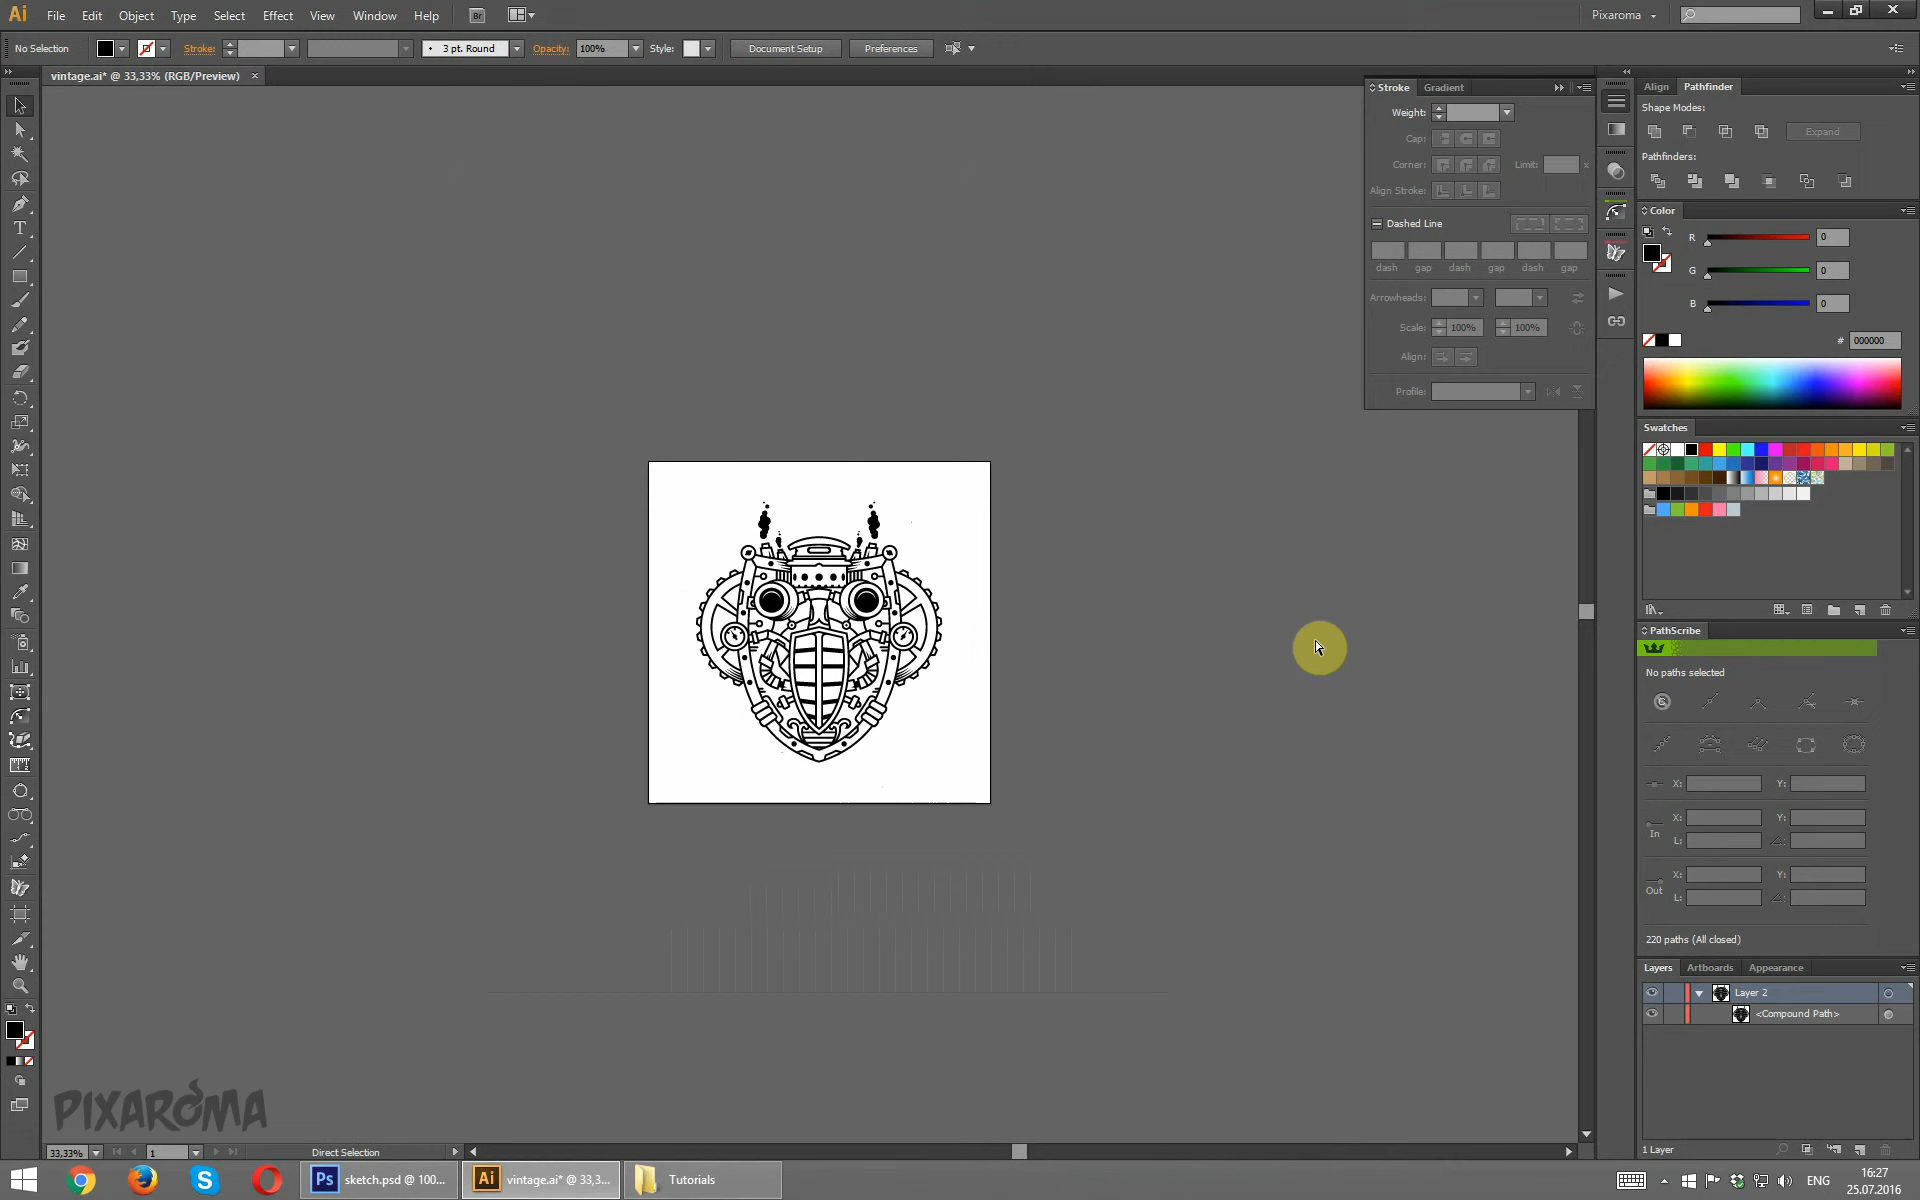 Ai File Edit Object Type Select Effect View Window Help Br Pixaroma
No Selection Stroke: 3 pt. Round Opacity: 100% Style: Document Setup Preferences
vintage.ai* @ 33,33% (RGB/Preview) ×
Stroke Gradient
Weight:
Cap:
Corner: Limit: x
Align Stroke:
Dashed Line
dash gap dash gap dash gap
Arrowheads:
Scale: 100% 100%
Align:
Profile:
Align Pathfinder
Shape Modes:
Expand
Pathfinders:
Color
R 0
G 0
B 0
# 000000
Swatches
PathScribe
No paths selected
X: Y:
X: Y:
In
L:
X: Y:
Out
L:
220 paths (All closed)
Layers Artboards Appearance
Layer 2
<Compound Path>
1 Layer
PIXAROMA
33,33% 1 Direct Selection
Ps sketch.psd @ 100...
Ai vintage.ai* @ 33,3...
Tutorials
ENG
16:27
25.07.2016